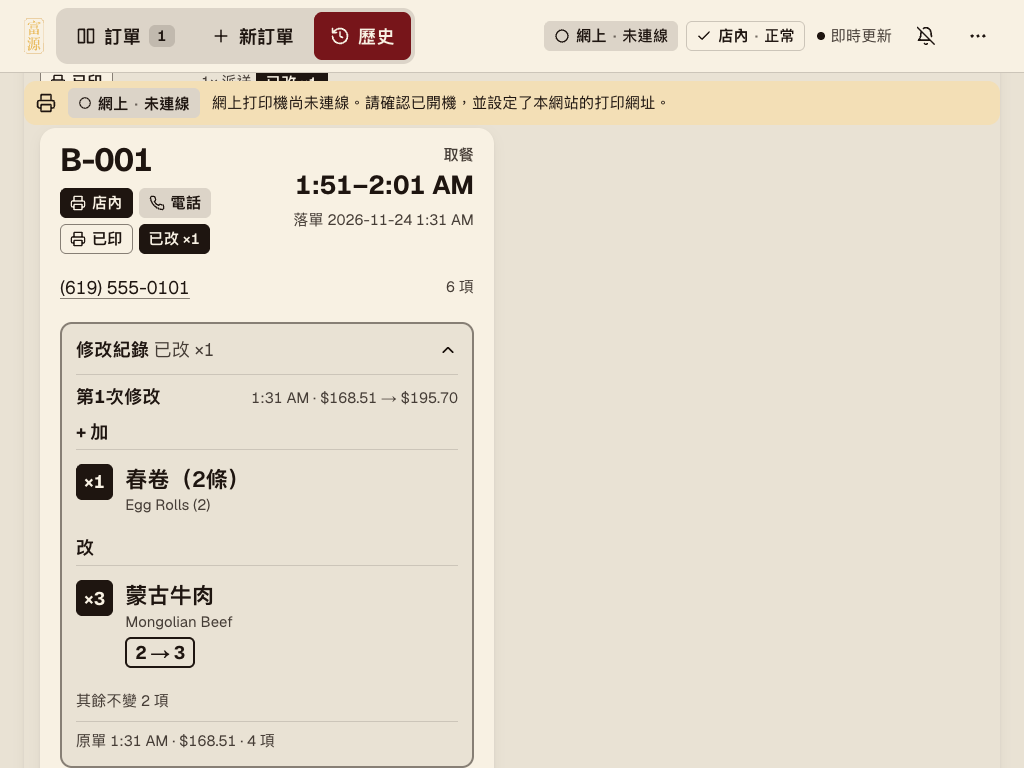 富源
訂單 1
新訂單
歷史
網上 · 未連線
店內 · 正常
即時更新
網上 · 未連線
網上打印機尚未連線。請確認已開機，並設定了本網站的打印網址。
B-001
店內
電話
已印
已改 ×1
取餐
1:51–2:01 AM
落單 2026-11-24 1:31 AM
(619) 555-0101
6 項
修改紀錄 已改 ×1
第1次修改
1:31 AM · $168.51 → $195.70
+ 加
×1 春卷（2條）
Egg Rolls (2)
改
×3 蒙古牛肉
Mongolian Beef
2 → 3
其餘不變 2 項
原單 1:31 AM · $168.51 · 4 項